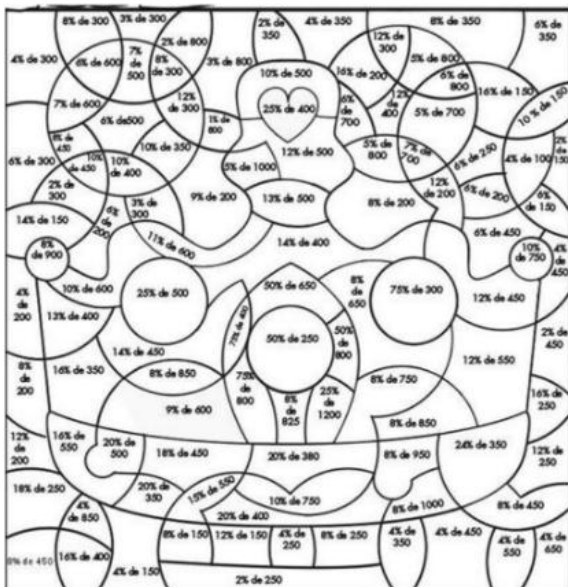 8% de 300
3% de 300
2% de 350
4% de 350
8% de 350
6% de 350
4% de 300
6% de 600
7% de 500
2% de 800
8% de 300
3% de 800
10% de 500
16% de 200
12% de 300
5% de 800
6% de 800
16% de 150
10 % de 150
7% de 600
6% de500
12% de 300
1% de 800
25% de 400
6% de 700
12% de 400
5% de 700
10% de 350
12% de 500
5% de 800
7% de 700
6% de 250
4% de 100
6% de 300
10% de 450
10% de 400
5% de 1000
2% de 300
3% de 300
9% de 200
13% de 500
8% de 200
12% de 200
6% de 200
6% de 150
14% de 150
6% de 200
11% de 600
14% de 400
6% de 450
8% de 900
10% de 750
4% de 450
4% de 200
10% de 600
25% de 500
50% de 650
8% de 650
75% de 300
12% de 450
13% de 400
75% de 400
50% de 250
50% de 800
2% de 450
14% de 450
12% de 550
8% de 200
16% de 350
8% de 850
75% de 800
8% de 825
25% de 1200
8% de 750
16% de 250
9% de 600
8% de 850
12% de 200
16% de 550
20% de 500
18% de 450
20% de 380
8% de 950
24% de 350
12% de 250
18% de 250
20% de 350
15% de 550
10% de 750
8% de 1000
8% de 450
4% de 850
20% de 400
8% de 450
16% de 400
8% de 150
12% de 150
4% de 250
8% de 250
4% de 350
4% de 450
4% de 550
4% de 650
4% de 150
2% de 250